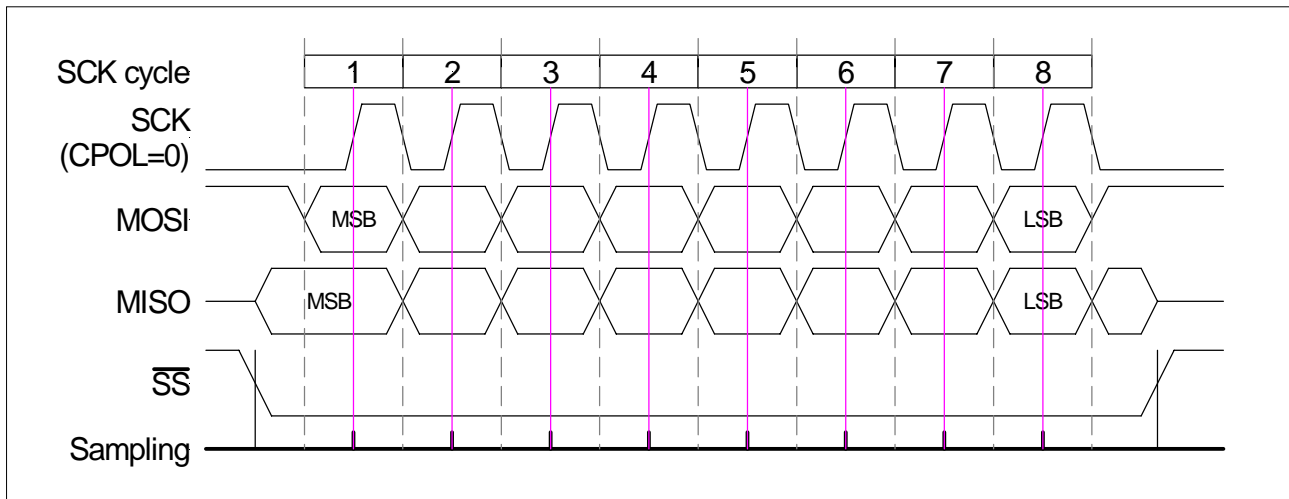 SCK cycle 1 2 3 4 5 6 7 8
SCK
(CPOL=0)
MOSI MSB LSB
MISO MSB LSB
SS
Sampling